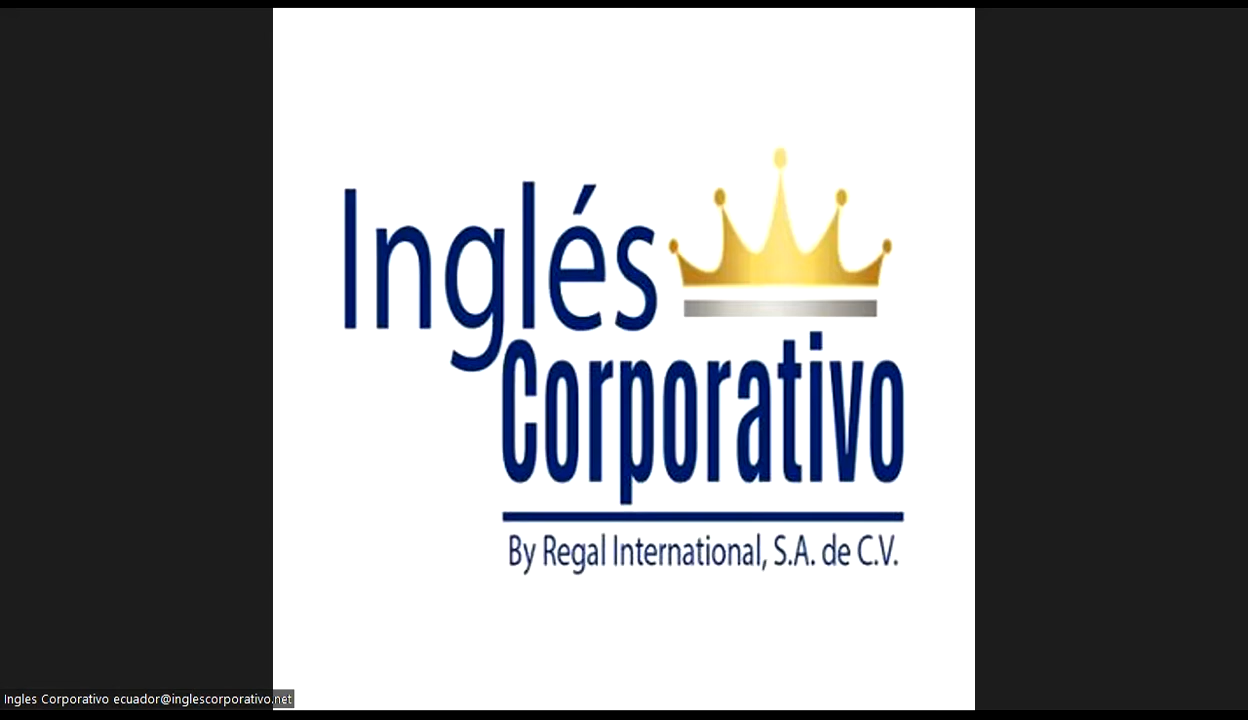 Inglés
Corporativo
By Regal International, S.A. de C.V.
Ingles Corporativo ecuador@inglescorporativo.net